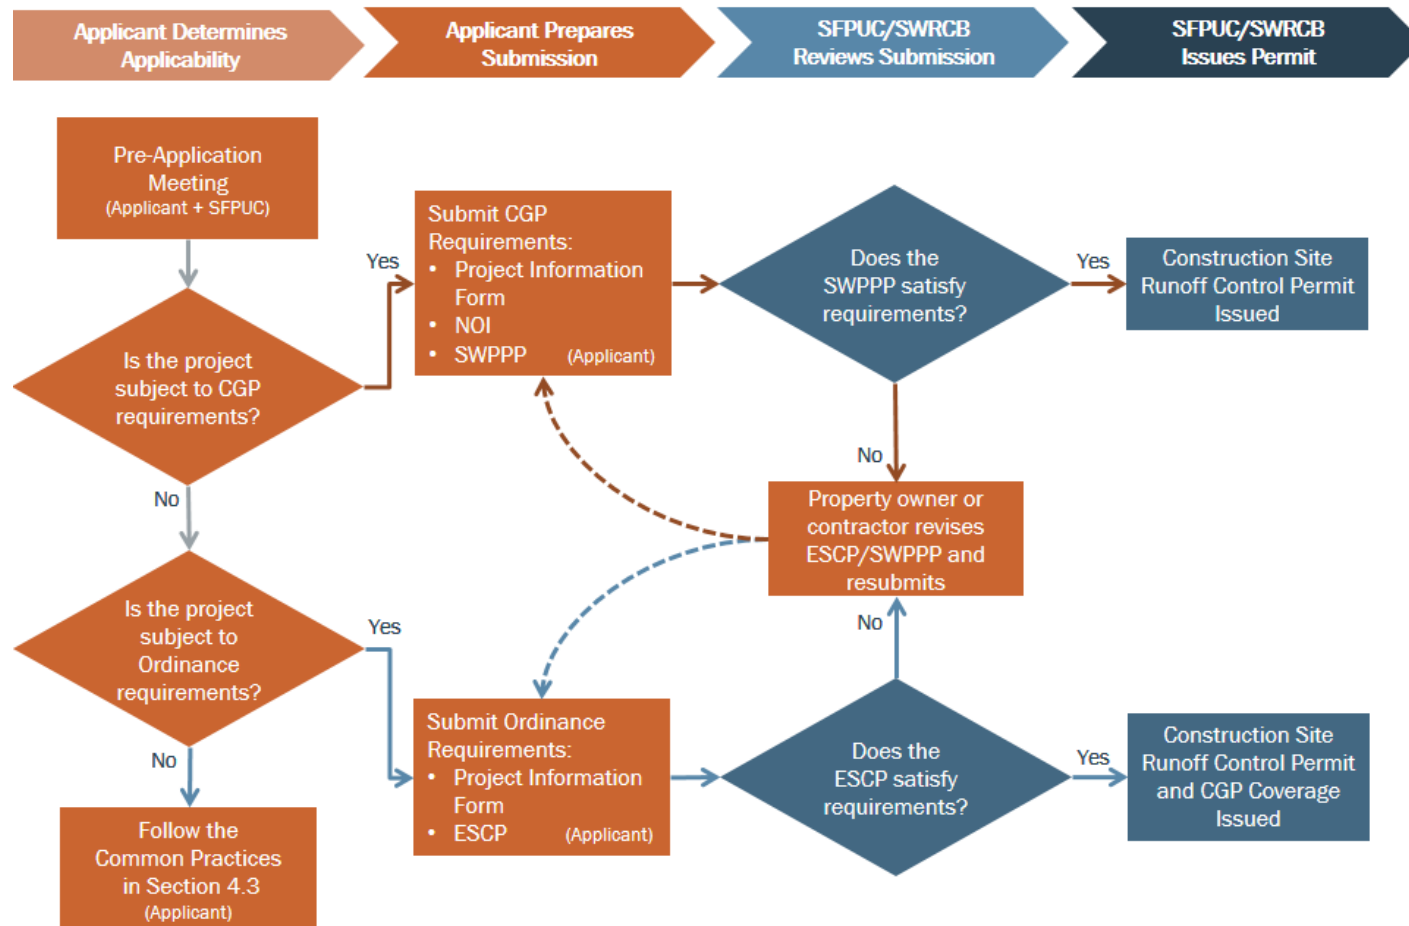 Applicant Determines
Applicability
Applicant Prepares
Submission
SFPUC/SWRCB
Reviews Submission
SFPUC/SWRCB
Issues Permit
Pre-Application
Meeting
(Applicant + SFPUC)
Is the project
subject to CGP
requirements?
Yes
No
Submit CGP
Requirements:
• Project Information
Form
• NOI
• SWPPP (Applicant)
Does the
SWPPP satisfy
requirements?
Yes
No
Construction Site
Runoff Control Permit
Issued
Property owner or
contractor revises
ESCP/SWPPP and
resubmits
Is the project
subject to
Ordinance
requirements?
Yes
No
Submit Ordinance
Requirements:
• Project Information
Form
• ESCP (Applicant)
No
Does the
ESCP satisfy
requirements?
Yes
Construction Site
Runoff Control Permit
and CGP Coverage
Issued
Follow the
Common Practices
in Section 4.3
(Applicant)